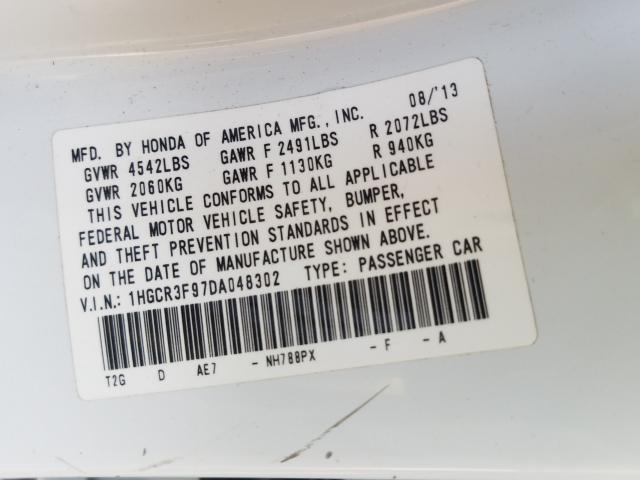 MFD. BY HONDA OF AMERICA MFG., INC. 08/'13
GVWR 4542LBS GAWR F 2491LBS R 2072LBS
GVWR 2060KG GAWR F 1130KG R 940KG
THIS VEHICLE CONFORMS TO ALL APPLICABLE
FEDERAL MOTOR VEHICLE SAFETY, BUMPER,
AND THEFT PREVENTION STANDARDS IN EFFECT
ON THE DATE OF MANUFACTURE SHOWN ABOVE.
V.I.N.: 1HGCR3F97DA048302 TYPE: PASSENGER CAR
T2G D AE7 - NH788PX - F - A